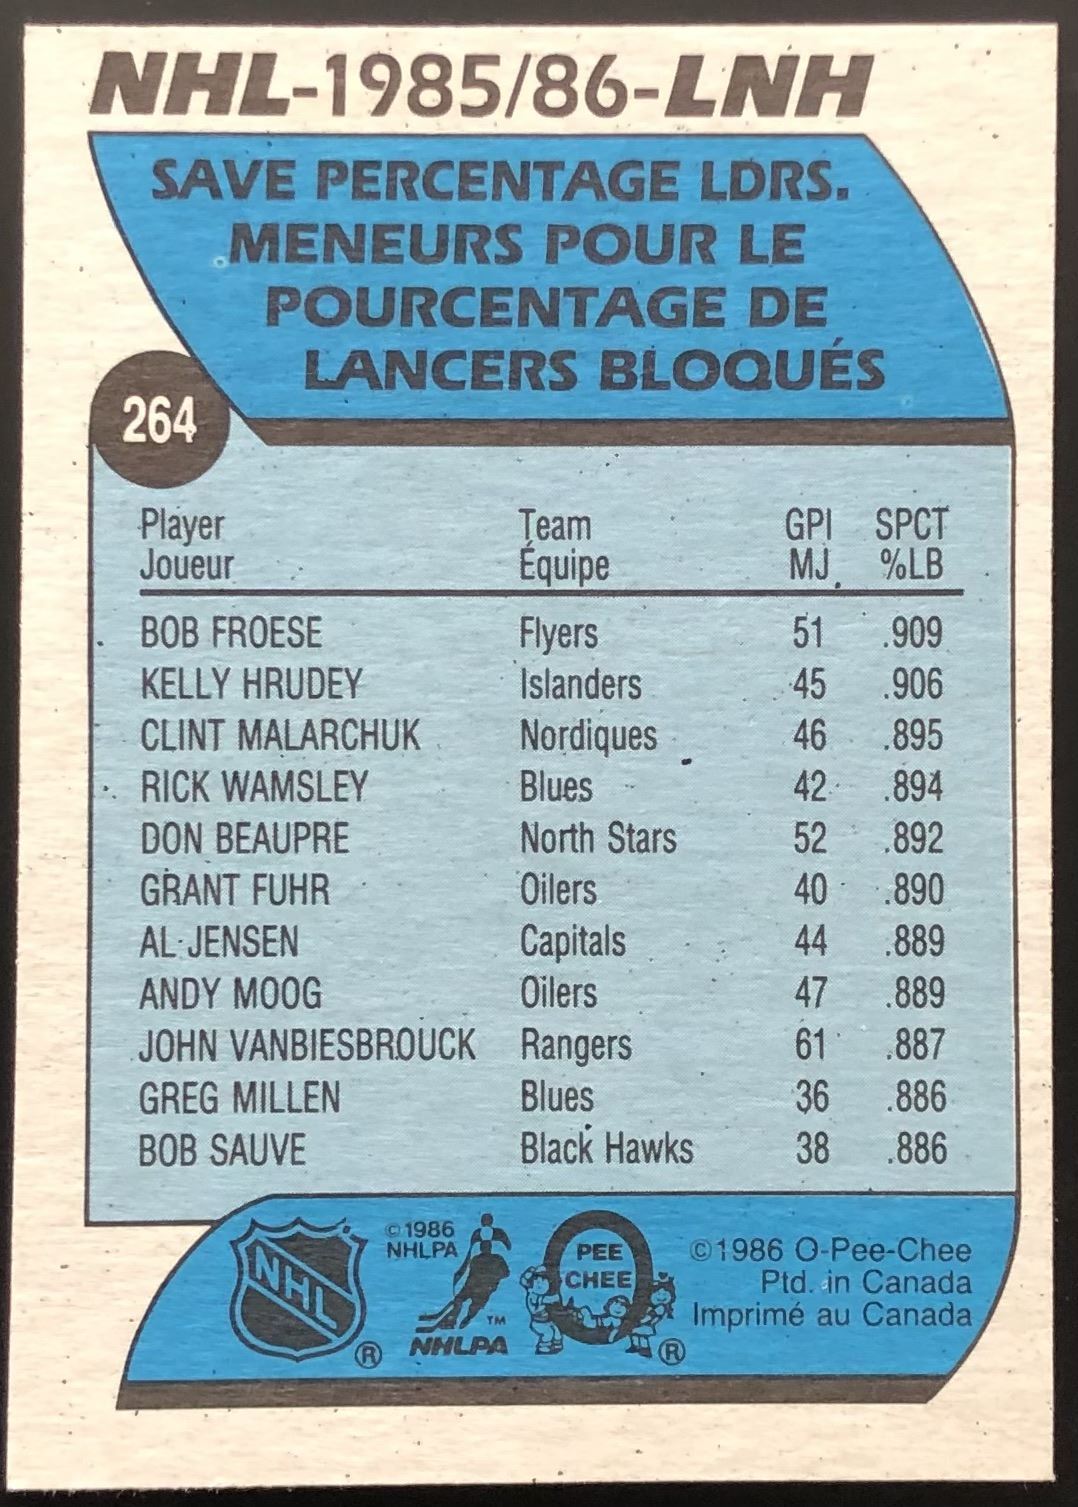 NHL-1985/86-LNH
SAVE PERCENTAGE LDRS.
MENEURS POUR LE
POURCENTAGE DE
LANCERS BLOQUÉS
264
Player Team GPI SPCT
Joueur Équipe MJ %LB
BOB FROESE Flyers 51 .909
KELLY HRUDEY Islanders 45 .906
CLINT MALARCHUK Nordiques 46 .895
RICK WAMSLEY Blues 42 .894
DON BEAUPRE North Stars 52 .892
GRANT FUHR Oilers 40 .890
AL JENSEN Capitals 44 .889
ANDY MOOG Oilers 47 .889
JOHN VANBIESBROUCK Rangers 61 .887
GREG MILLEN Blues 36 .886
BOB SAUVE Black Hawks 38 .886
NHL ®
©1986
NHLPA
TM
NHLPA
O
PEE
CHEE
®
©1986 O-Pee-Chee
Ptd. in Canada
Imprimé au Canada